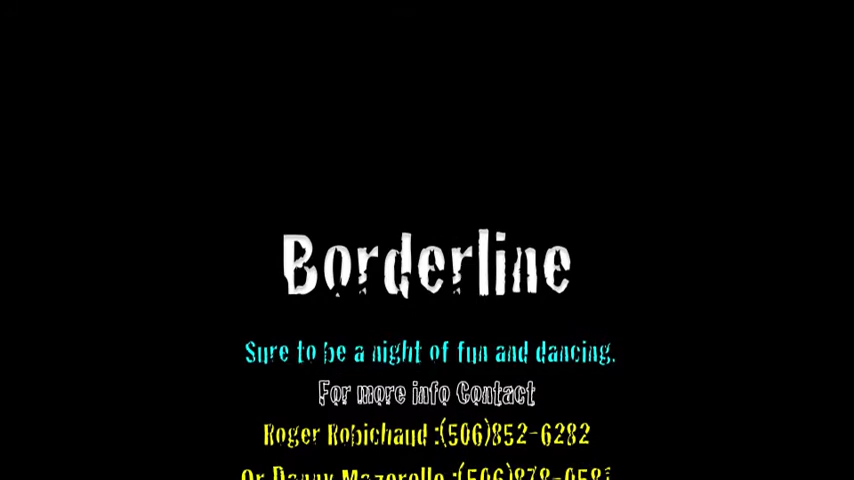 Borderline
Sure to be a night of fun and dancing.
For more info Contact
Roger Robichaud :(506)852-6282
Or Danny